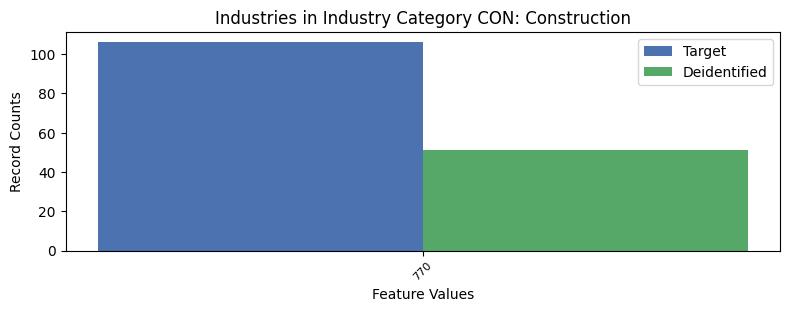 Industries in Industry Category CON: Construction
Target
Deidentified
Record Counts
100
80
60
40
20
0
770
Feature Values